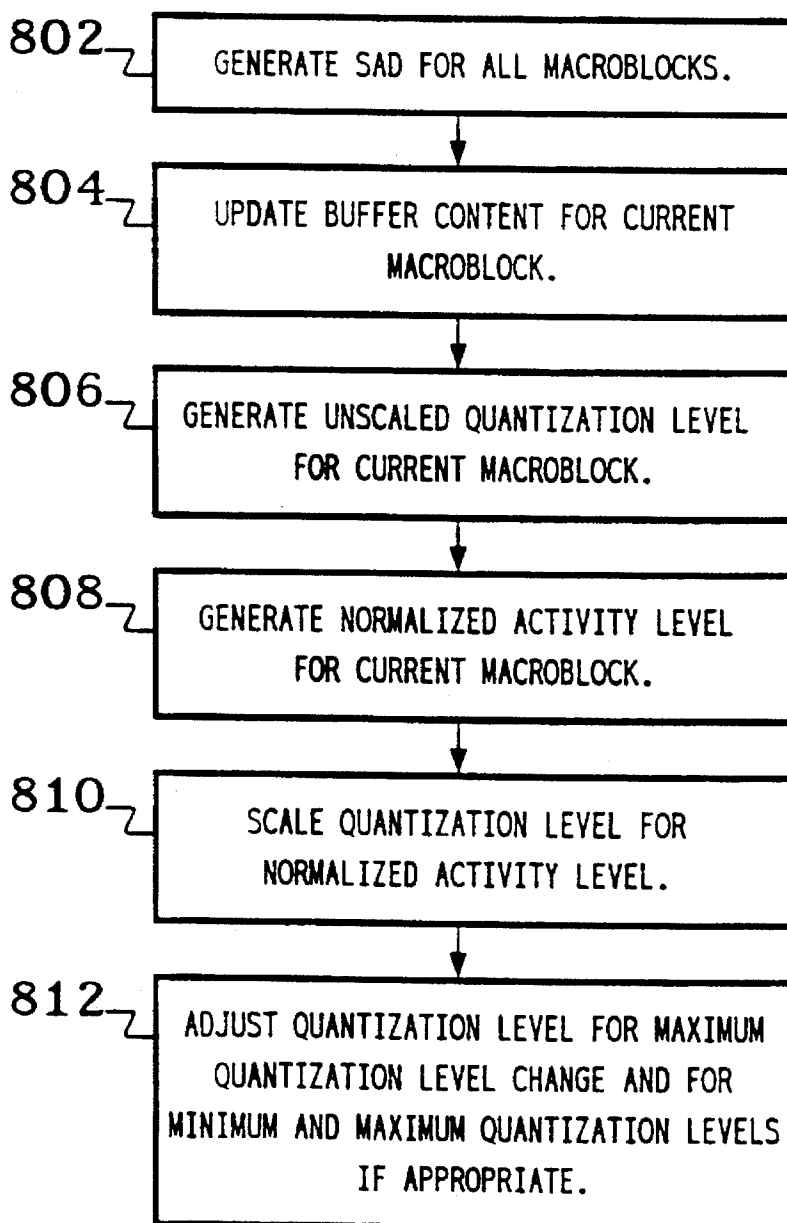 802
GENERATE SAD FOR ALL MACROBLOCKS.
804
UPDATE BUFFER CONTENT FOR CURRENT
MACROBLOCK.
806
GENERATE UNSCALED QUANTIZATION LEVEL
FOR CURRENT MACROBLOCK.
808
GENERATE NORMALIZED ACTIVITY LEVEL
FOR CURRENT MACROBLOCK.
810
SCALE QUANTIZATION LEVEL FOR
NORMALIZED ACTIVITY LEVEL.
812
ADJUST QUANTIZATION LEVEL FOR MAXIMUM
QUANTIZATION LEVEL CHANGE AND FOR
MINIMUM AND MAXIMUM QUANTIZATION LEVELS
IF APPROPRIATE.